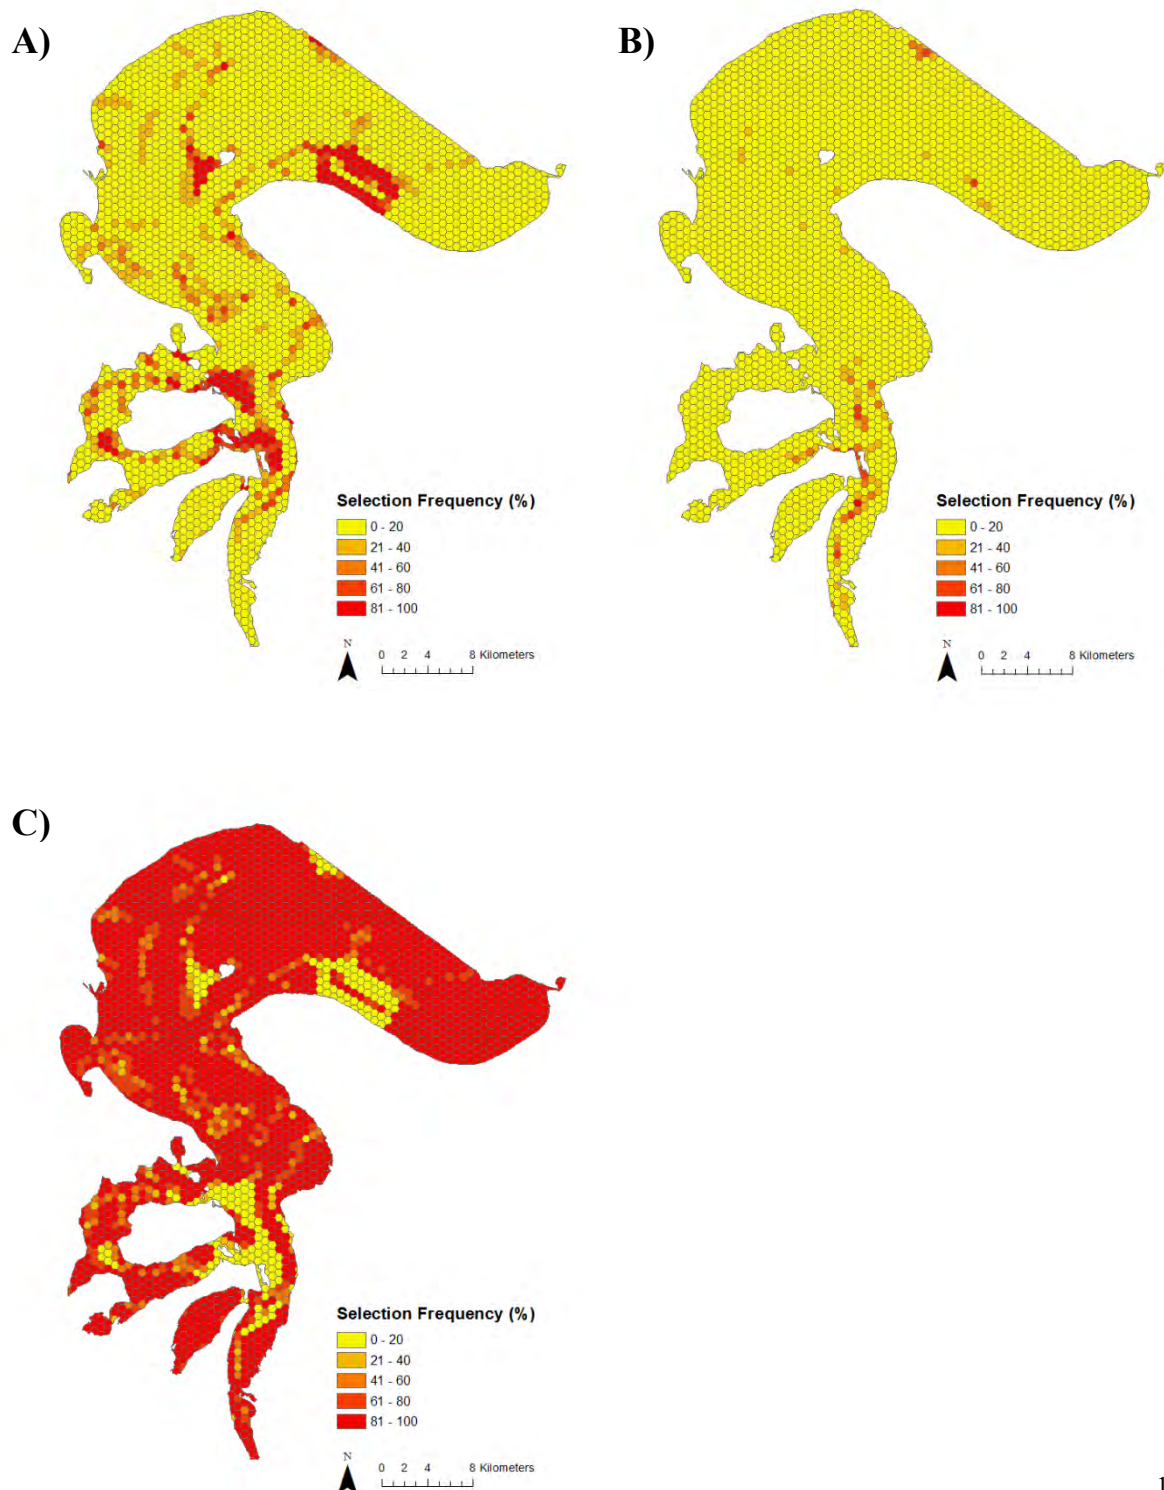 A)
B)
Selection Frequency (%)
0 - 20
21 - 40
41 - 60
61 - 80
81 - 100
N
0 2 4 8 Kilometers
Selection Frequency (%)
0 - 20
21 - 40
41 - 60
61 - 80
81 - 100
N
0 2 4 8 Kilometers
C)
Selection Frequency (%)
0 - 20
21 - 40
41 - 60
61 - 80
81 - 100
N
0 2 4 8 Kilometers
1